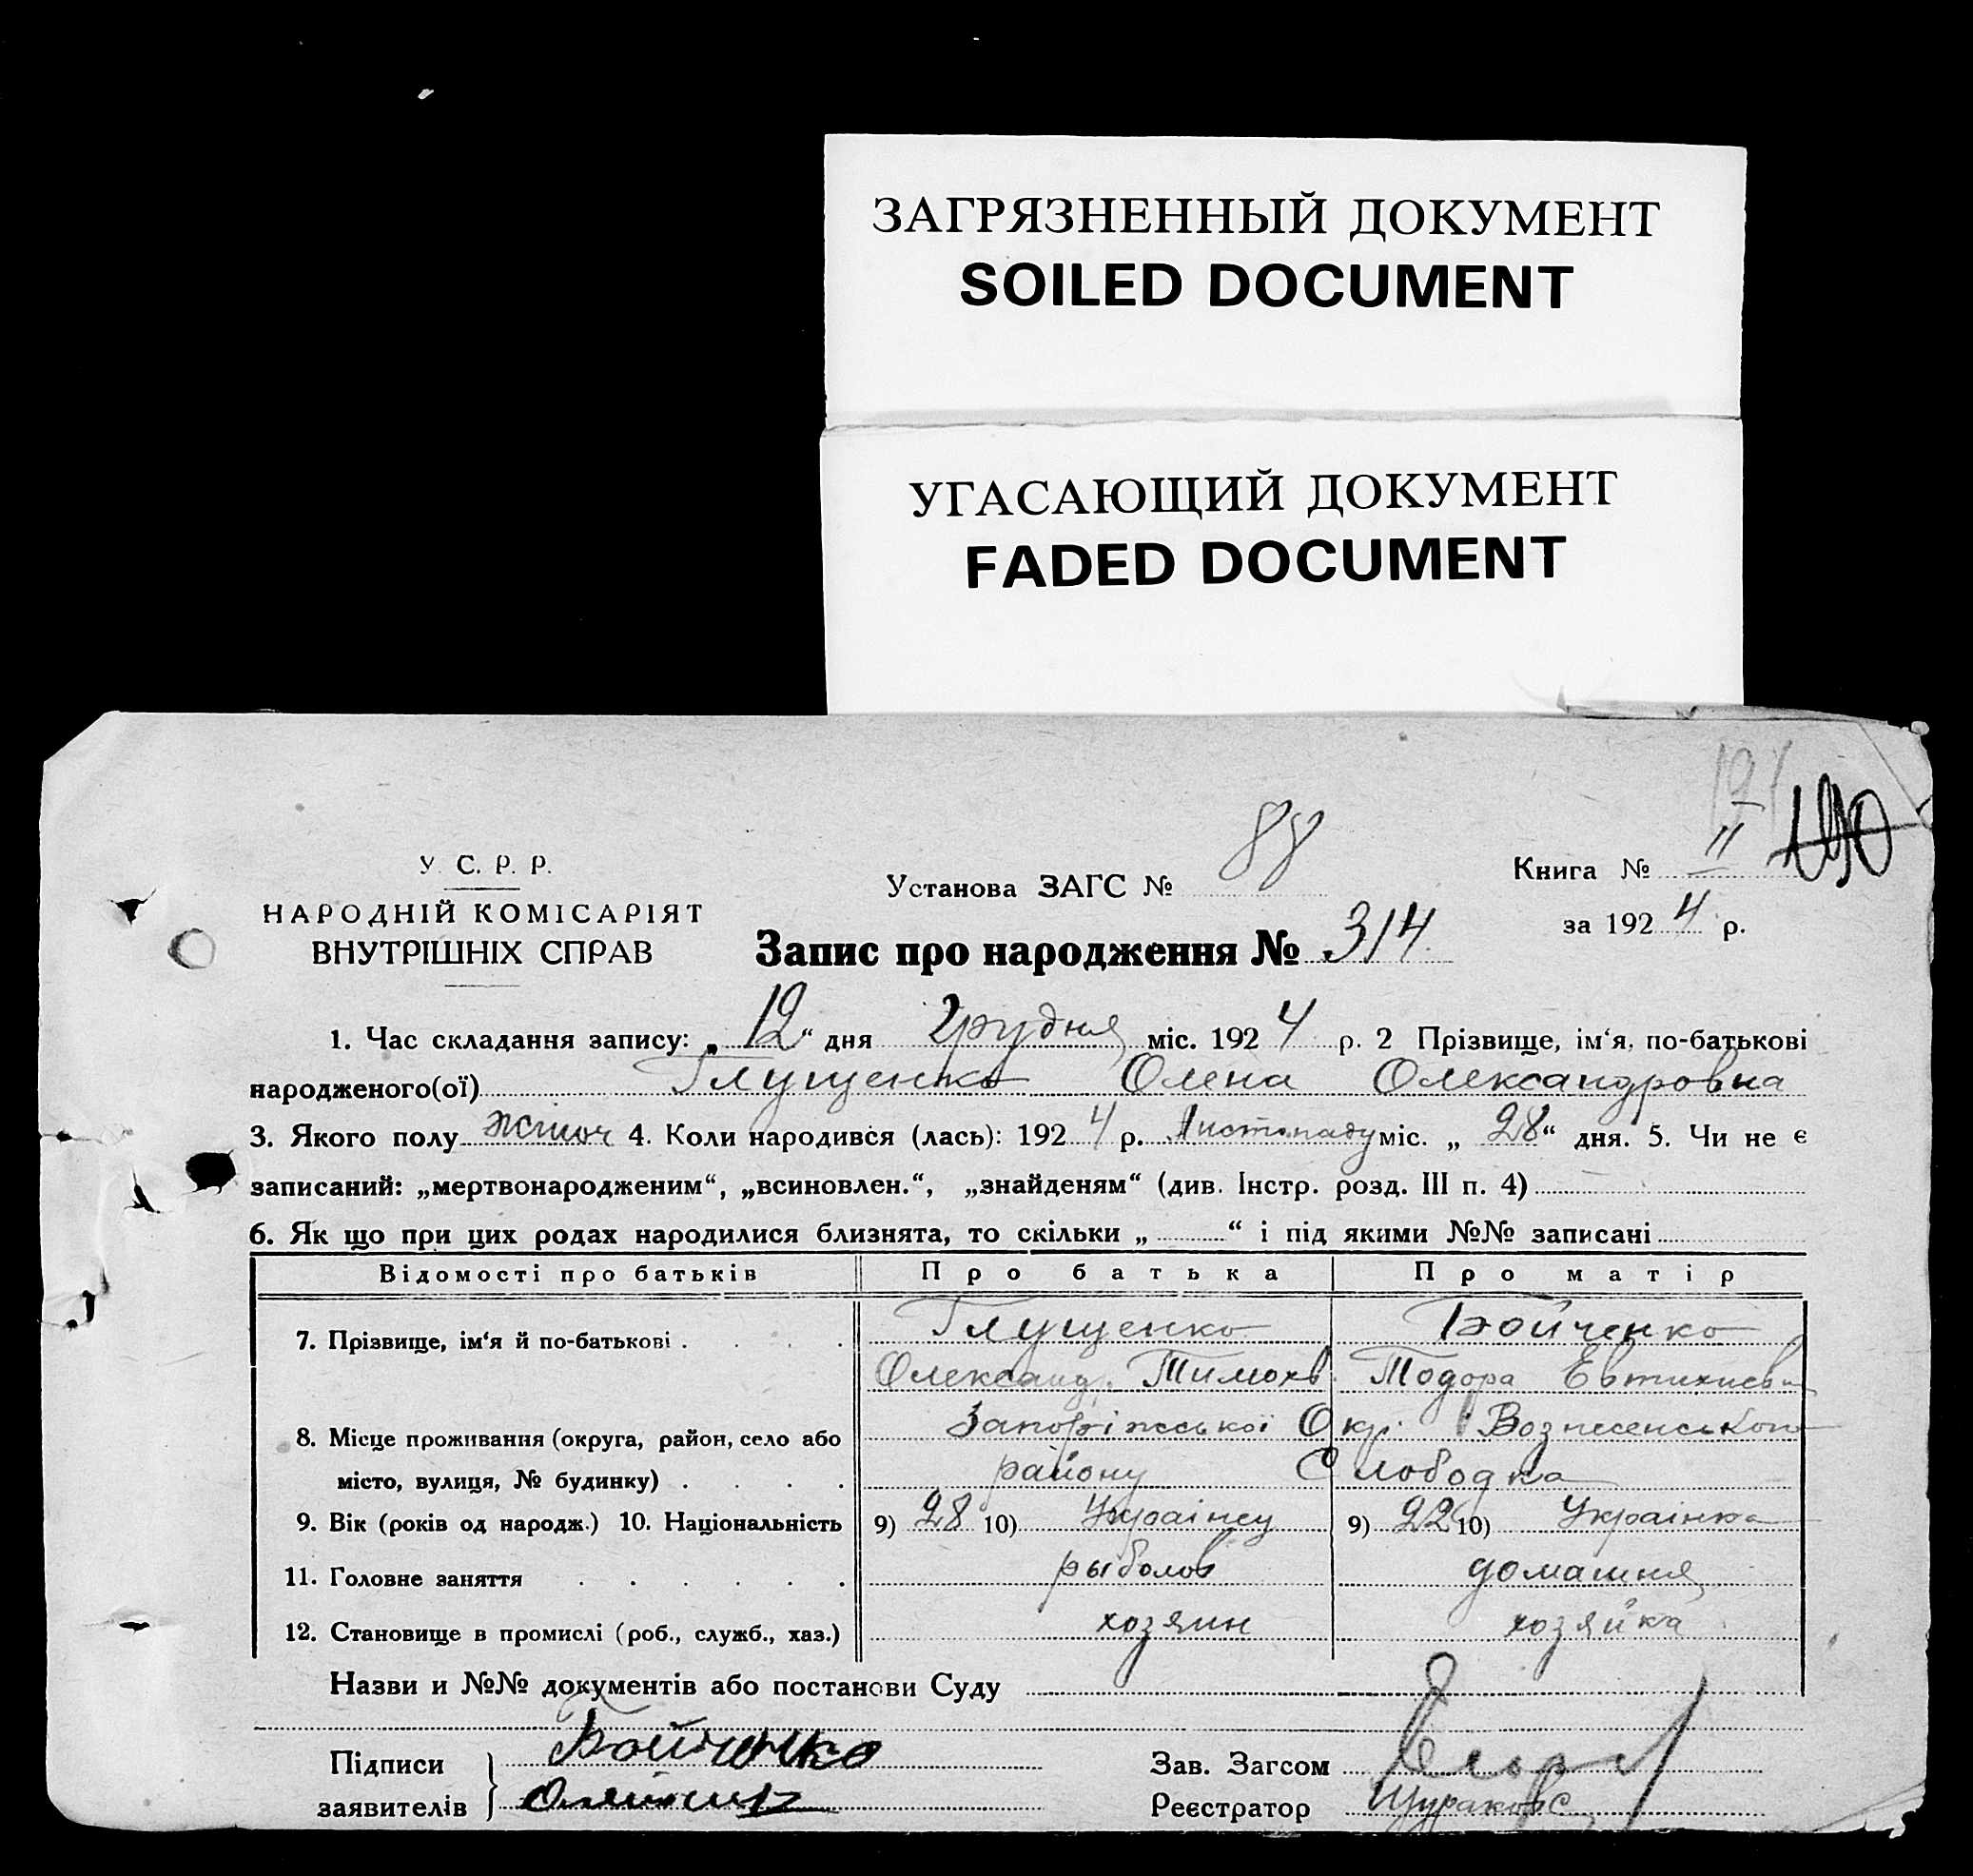 ЗАГРЯЗНЕННЫЙ ДОКУМЕНТ
SOILED DOCUMENT
УГАСАЮЩИЙ ДОКУМЕНТ
FADED DOCUMENT
У. С. Р. Р.
НАРОДНІЙ КОМІСАРІЯТ
ВНУТРІШНІХ СПРАВ
Установа ЗАГС № 88
Книга № II
за 1924 р.
Запис про народження № 314
1. Час складання запису: „12“ дня Грудня міс. 1924 р. 2 Прізвище, ім‘я, по-батькові
народженого(ої) Глущенко Олена Олександровна
3. Якого полу жіноч 4. Коли народився (лась): 1924 р. Листопаду міс. „28“ дня. 5. Чи не є
записаний: „мертвонародженим“, „всиновлен.“, „знайденям“ (див. Інстр. розд. III п. 4)
6. Як що при цих родах народилися близнята, то скільки „ “ і під якими №№ записані
Відомості про батьків Про батька Про матір
7. Прізвище, ім‘я й по-батькові . . . . Глущенко Бойченко
Олександ. Тимохв. Тодора Евтихиевн
8. Місце проживання (округа, район, село або Запоріжської Окр. Вознесенського
місто, вулиця, № будинку) . . . . району Слободка
9. Вік (років од народж.) 10. Національність 9) 28 10) Українец 9) 22 10) Українка
11. Головне заняття . . . . . . рыболов домашня
12. Становище в промислі (роб., служб., хаз.) хозяин хозяйка
Назви и №№ документів або постанови Суду
Підписи Бойченко
заявителів
Зав. Загсом
Реєстратор